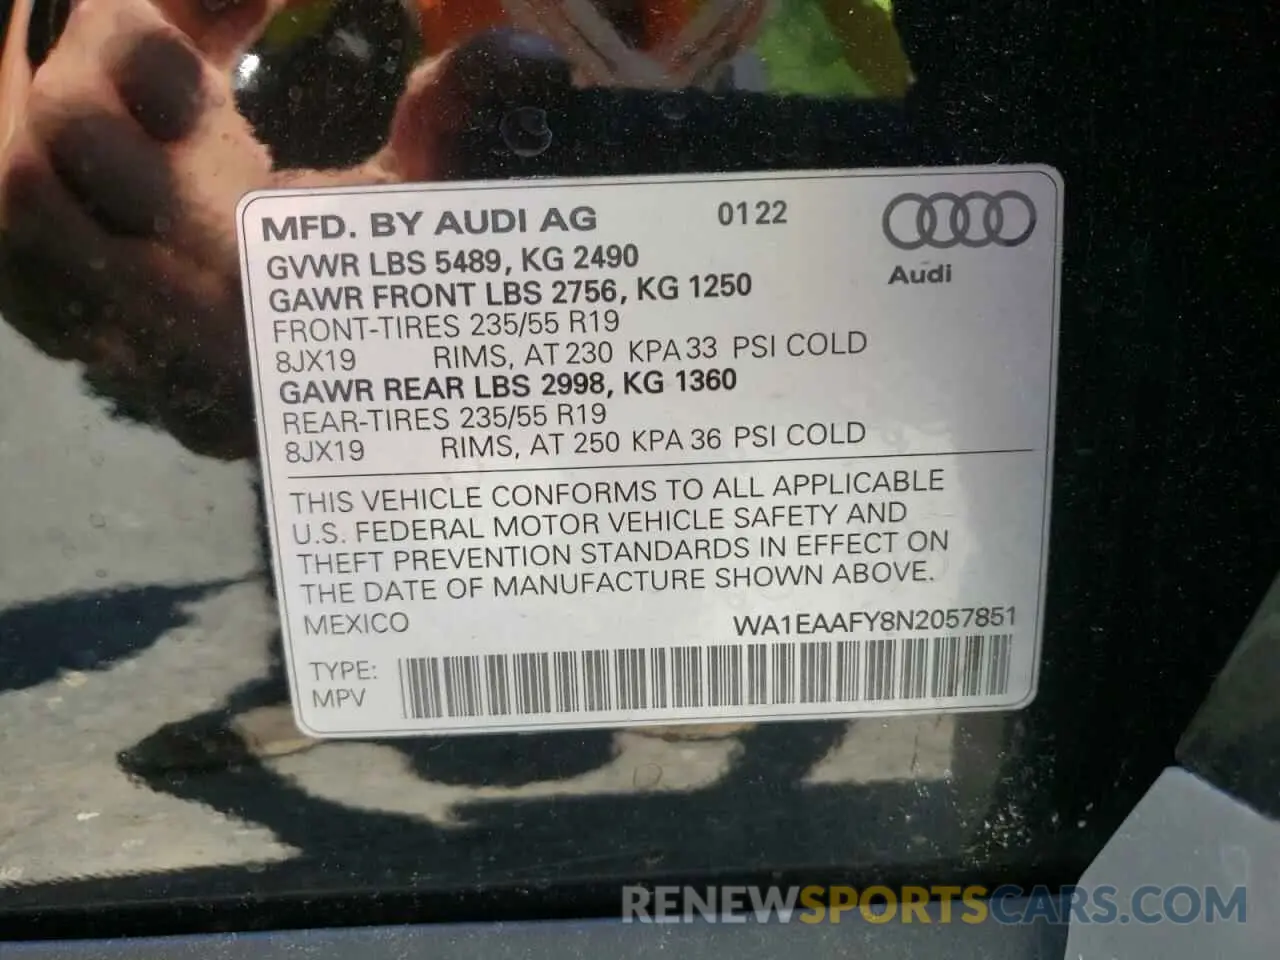 MFD. BY AUDI AG 0122
GVWR LBS 5489, KG 2490
GAWR FRONT LBS 2756, KG 1250
Audi
FRONT-TIRES 235/55 R19
8JX19 RIMS, AT 230 KPA 33 PSI COLD
GAWR REAR LBS 2998, KG 1360
REAR-TIRES 235/55 R19
8JX19 RIMS, AT 250 KPA 36 PSI COLD
THIS VEHICLE CONFORMS TO ALL APPLICABLE
U.S. FEDERAL MOTOR VEHICLE SAFETY AND
THEFT PREVENTION STANDARDS IN EFFECT ON
THE DATE OF MANUFACTURE SHOWN ABOVE.
MEXICO WA1EAAFY8N2057851
TYPE:
MPV
RENEWSPORTSCARS.COM